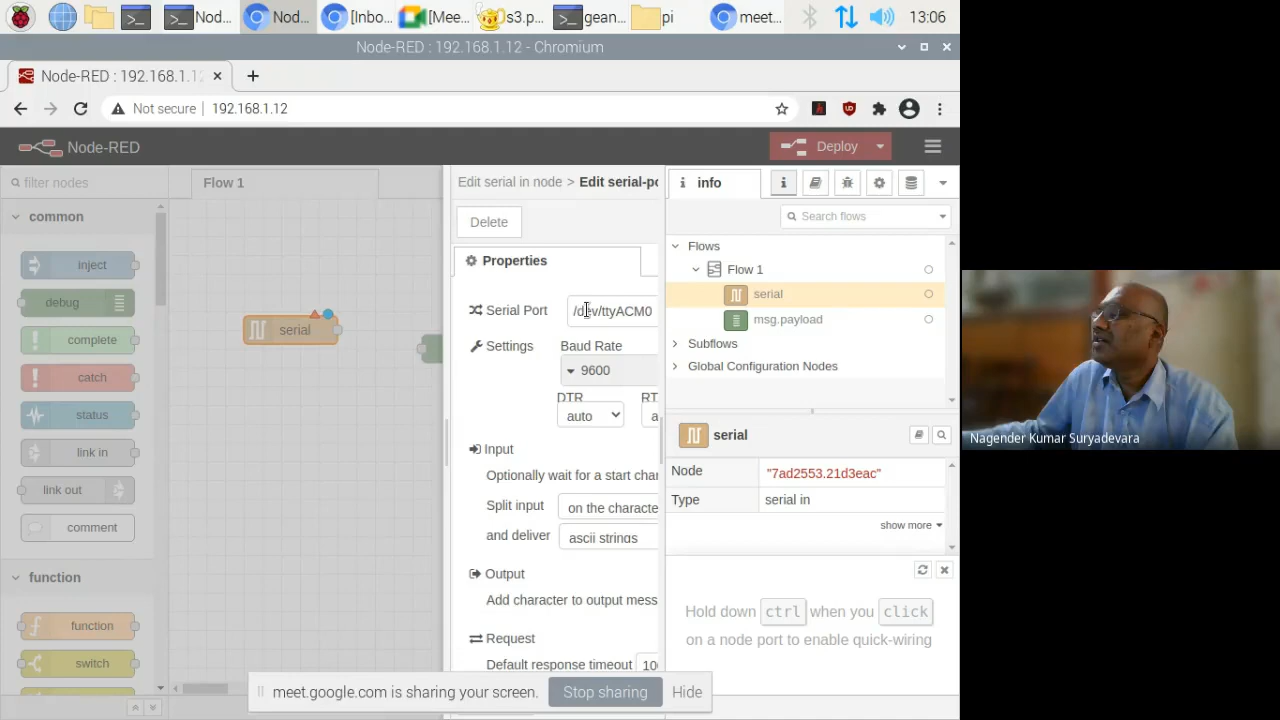 Nod...
Nod...
[Inbo...
[Mee...
s3.p...
gean...
pi
meet...
13:06
Node-RED : 192.168.1.12 - Chromium
Node-RED : 192.168.1.12
Not secure | 192.168.1.12
Node-RED
Deploy
filter nodes
Flow 1
common
inject
debug
complete
catch
status
link in
link out
comment
function
function
switch
serial
Edit serial in node > Edit serial-po
Delete
Properties
Serial Port
/dev/ttyACM0
Settings
Baud Rate
9600
DTR
RT
auto
a
Input
Optionally wait for a start char
Split input
on the characte
and deliver
ascii strings
Output
Add character to output mess
Request
Default response timeout
100
info
Search flows
Flows
Flow 1
serial
msg.payload
Subflows
Global Configuration Nodes
serial
Node
"7ad2553.21d3eac"
Type
serial in
show more
Hold down ctrl when you click
on a node port to enable quick-wiring
meet.google.com is sharing your screen.
Stop sharing
Hide
Nagender Kumar Suryadevara